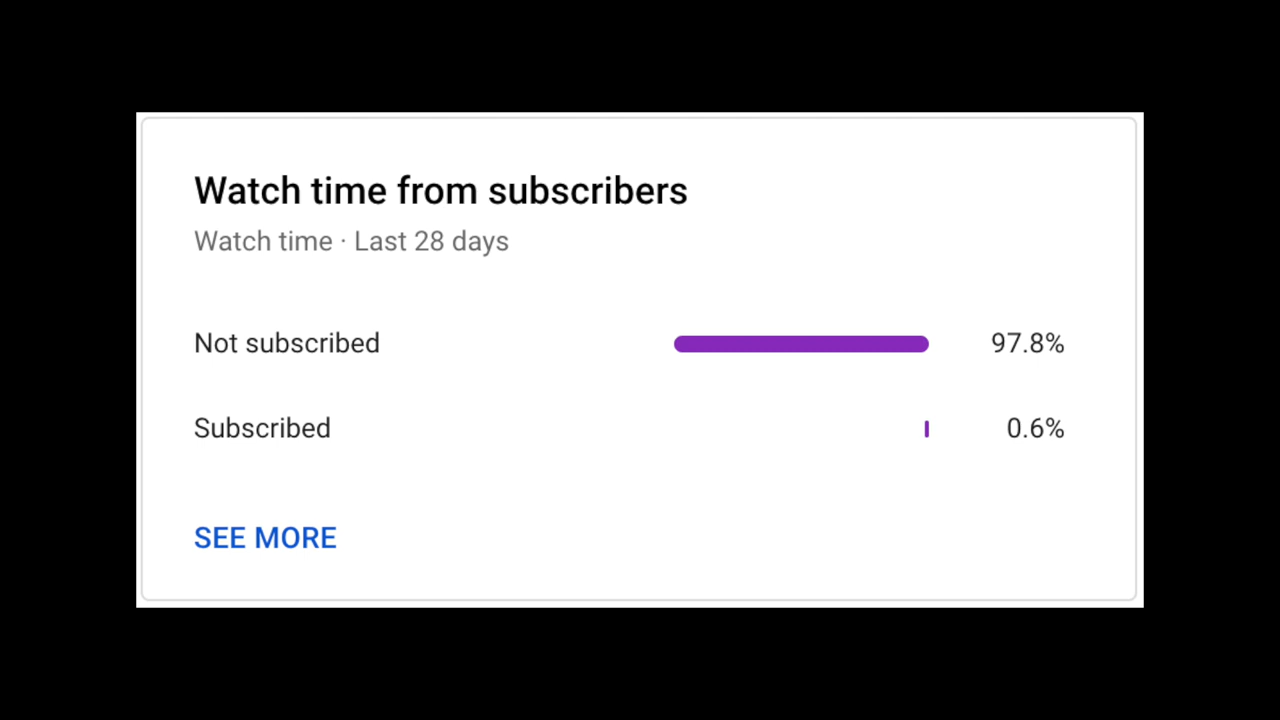 Watch time from subscribers
Watch time · Last 28 days
Not subscribed 97.8%
Subscribed 0.6%
SEE MORE